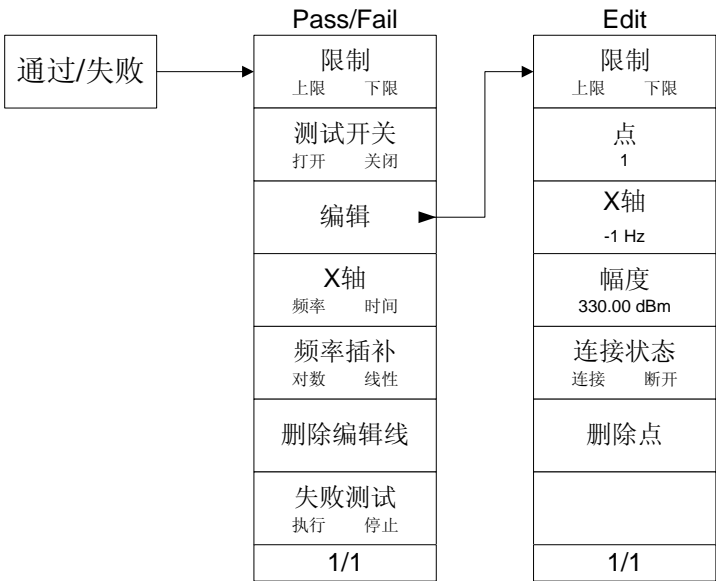 通过/失败
Pass/Fail
限制
上限 下限
测试开关
打开 关闭
编辑
X轴
频率 时间
频率插补
对数 线性
删除编辑线
失败测试
执行 停止
1/1
Edit
限制
上限 下限
点
1
X轴
-1 Hz
幅度
330.00 dBm
连接状态
连接 断开
删除点
1/1